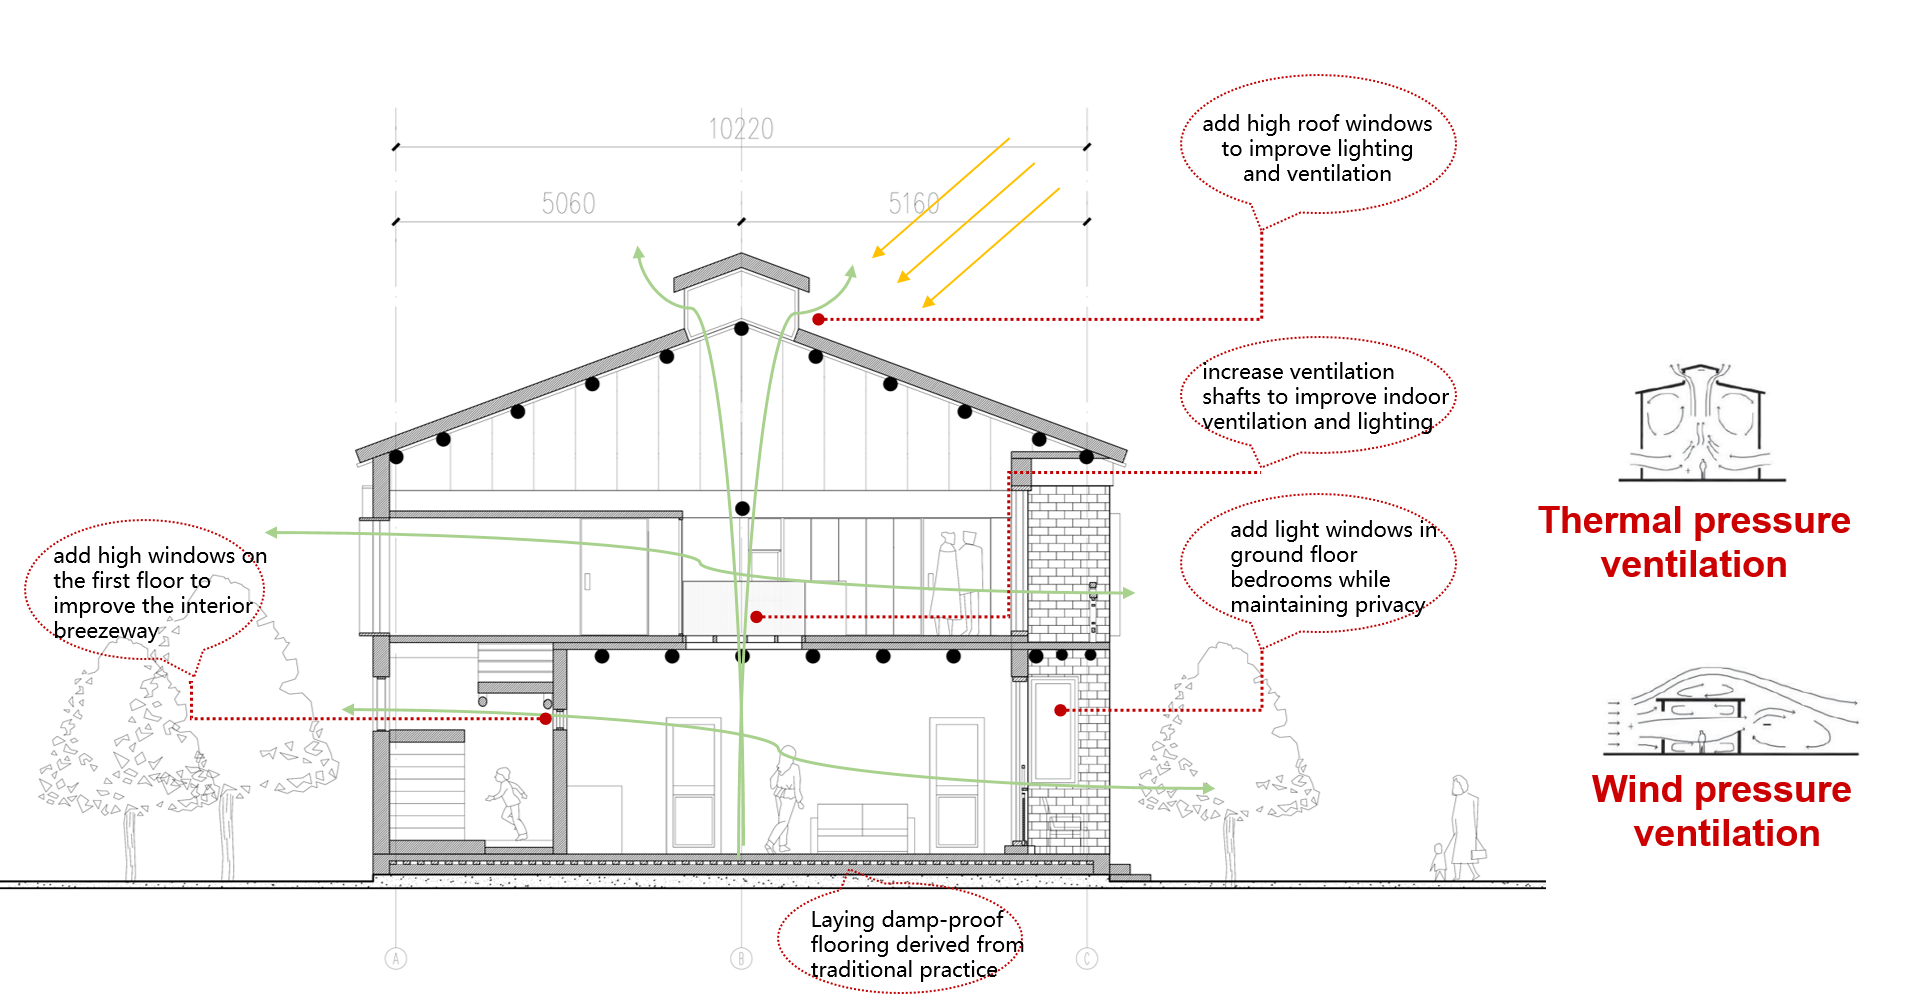 10220
5060
5160
add high roof windows
to improve lighting
and ventilation
increase ventilation
shafts to improve indoor
ventilation and lighting
add light windows in
ground floor
bedrooms while
maintaining privacy
add high windows on
the first floor to
improve the interior
breezeway
Thermal pressure
ventilation
Wind pressure
ventilation
Laying damp-proof
flooring derived from
traditional practice
A
B
C